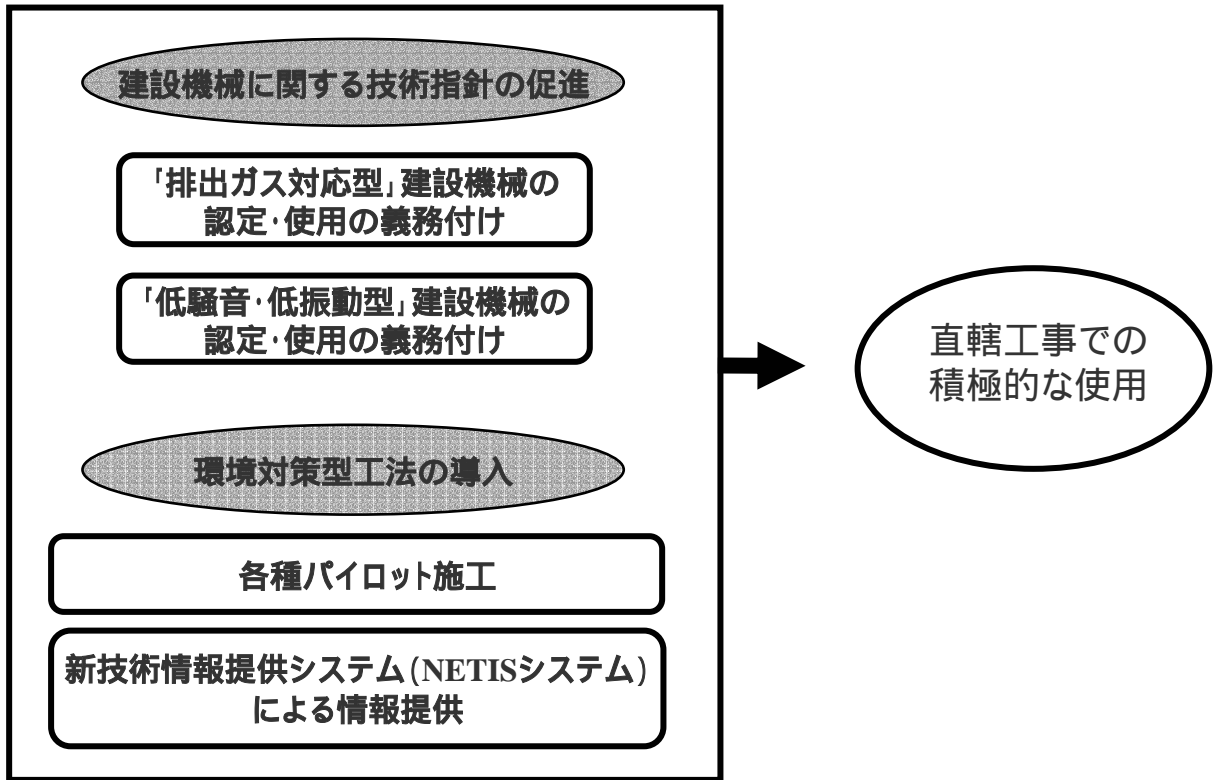 建設機械に関する技術指針の促進
「排出ガス対応型」建設機械の
認定・使用の義務付け
「低騒音・低振動型」建設機械の
認定・使用の義務付け
環境対策型工法の導入
各種パイロット施工
新技術情報提供システム(NETISシステム)
による情報提供
直轄工事での
積極的な使用